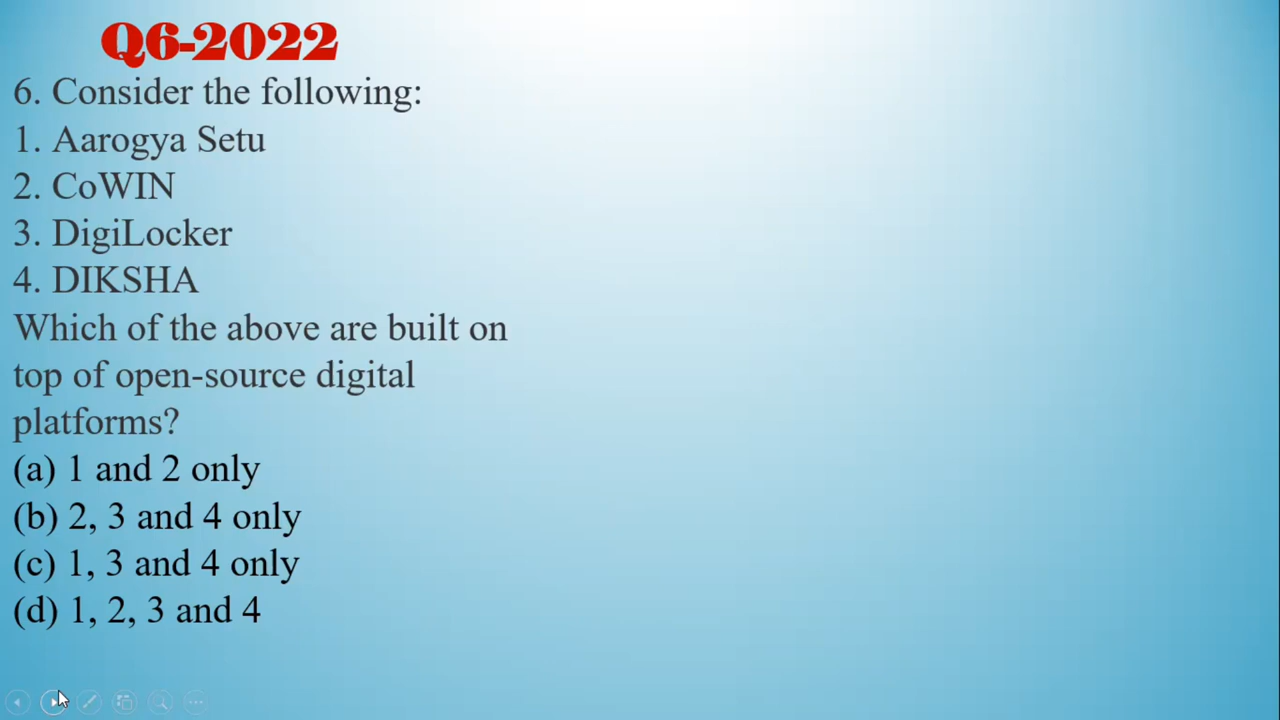 Q6-2022
6. Consider the following:
1. Aarogya Setu
2. CoWIN
3. DigiLocker
4. DIKSHA
Which of the above are built on
top of open-source digital
platforms?
(a) 1 and 2 only
(b) 2, 3 and 4 only
(c) 1, 3 and 4 only
(d) 1, 2, 3 and 4